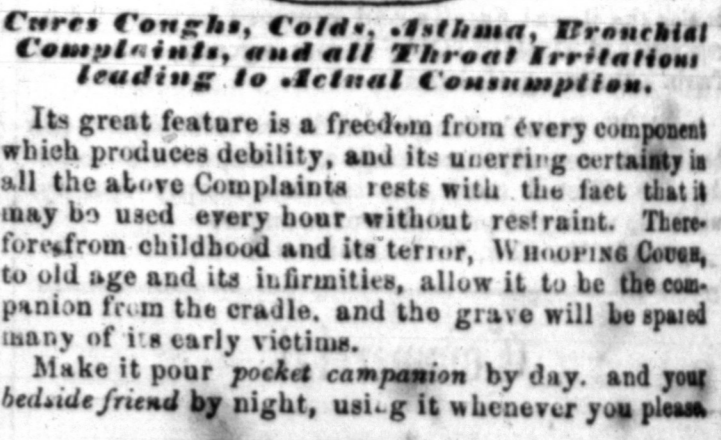 Cures Coughs, Colds, Asthma, Bronchial
Complaints, and all Throat Irritations
leading to Actual Consumption.
Its great feature is a freedom from every component
which produces debility, and its unerring certainty in
all the above Complaints rests with the fact that it
may be used every hour without restraint. There-
fore, from childhood and its terror, WHOOPING COUGH,
to old age and its infirmities, allow it to be the com-
panion from the cradle. and the grave will be spared
many of its early victims.
Make it pour pocket campanion by day. and your
bedside friend by night, using it whenever you please.